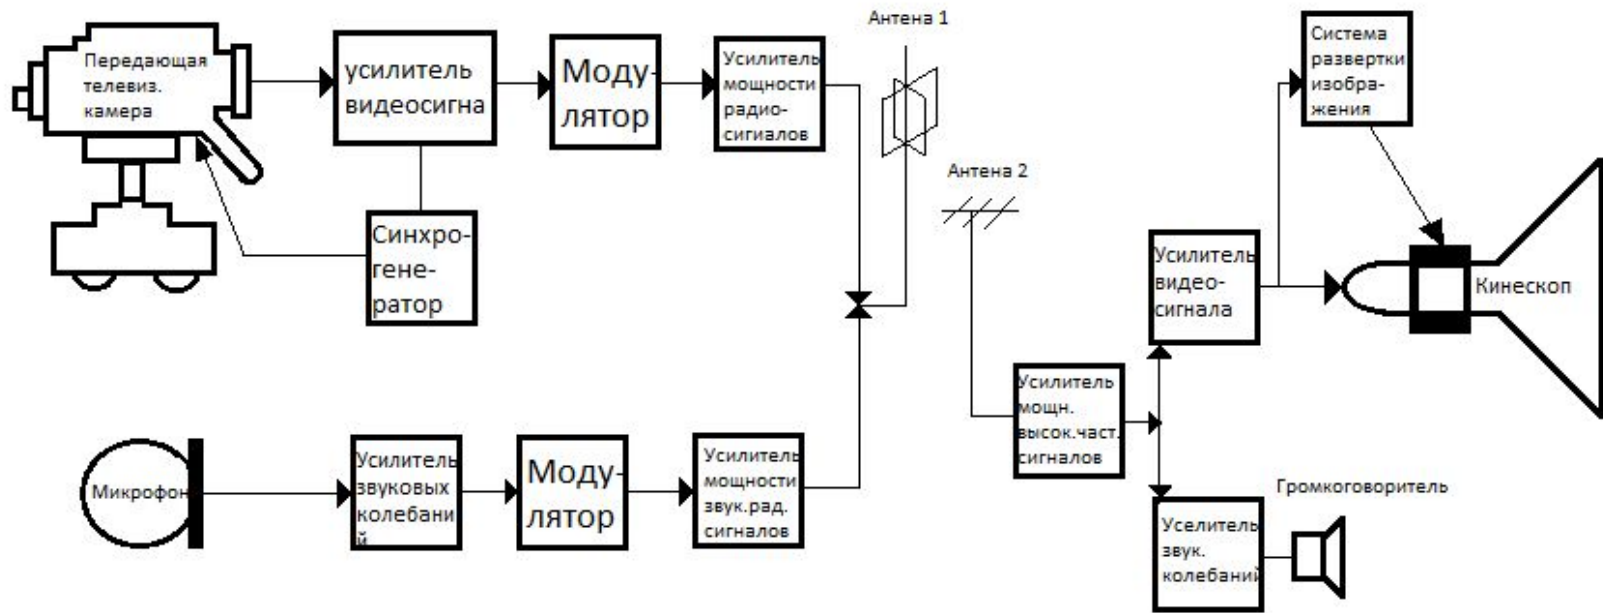 Передающая
телевиз.
камера
усилитель
видеосигна
Моду-
лятор
Усилитель
мощности
радио-
сигиалов
Антена 1
Синхро-
гене-
ратор
Микрофон
Усилитель
звуковых
колебани
й
Моду-
лятор
Усилитель
мощности
звук.рад.
сигналов
Антена 2
Усилитель
мощн.
высок.част.
сигналов
Усилитель
видео-
сигнала
Система
развертки
изобра-
жения
Кинескоп
Уселитель
звук.
колебаний
Громкоговоритель